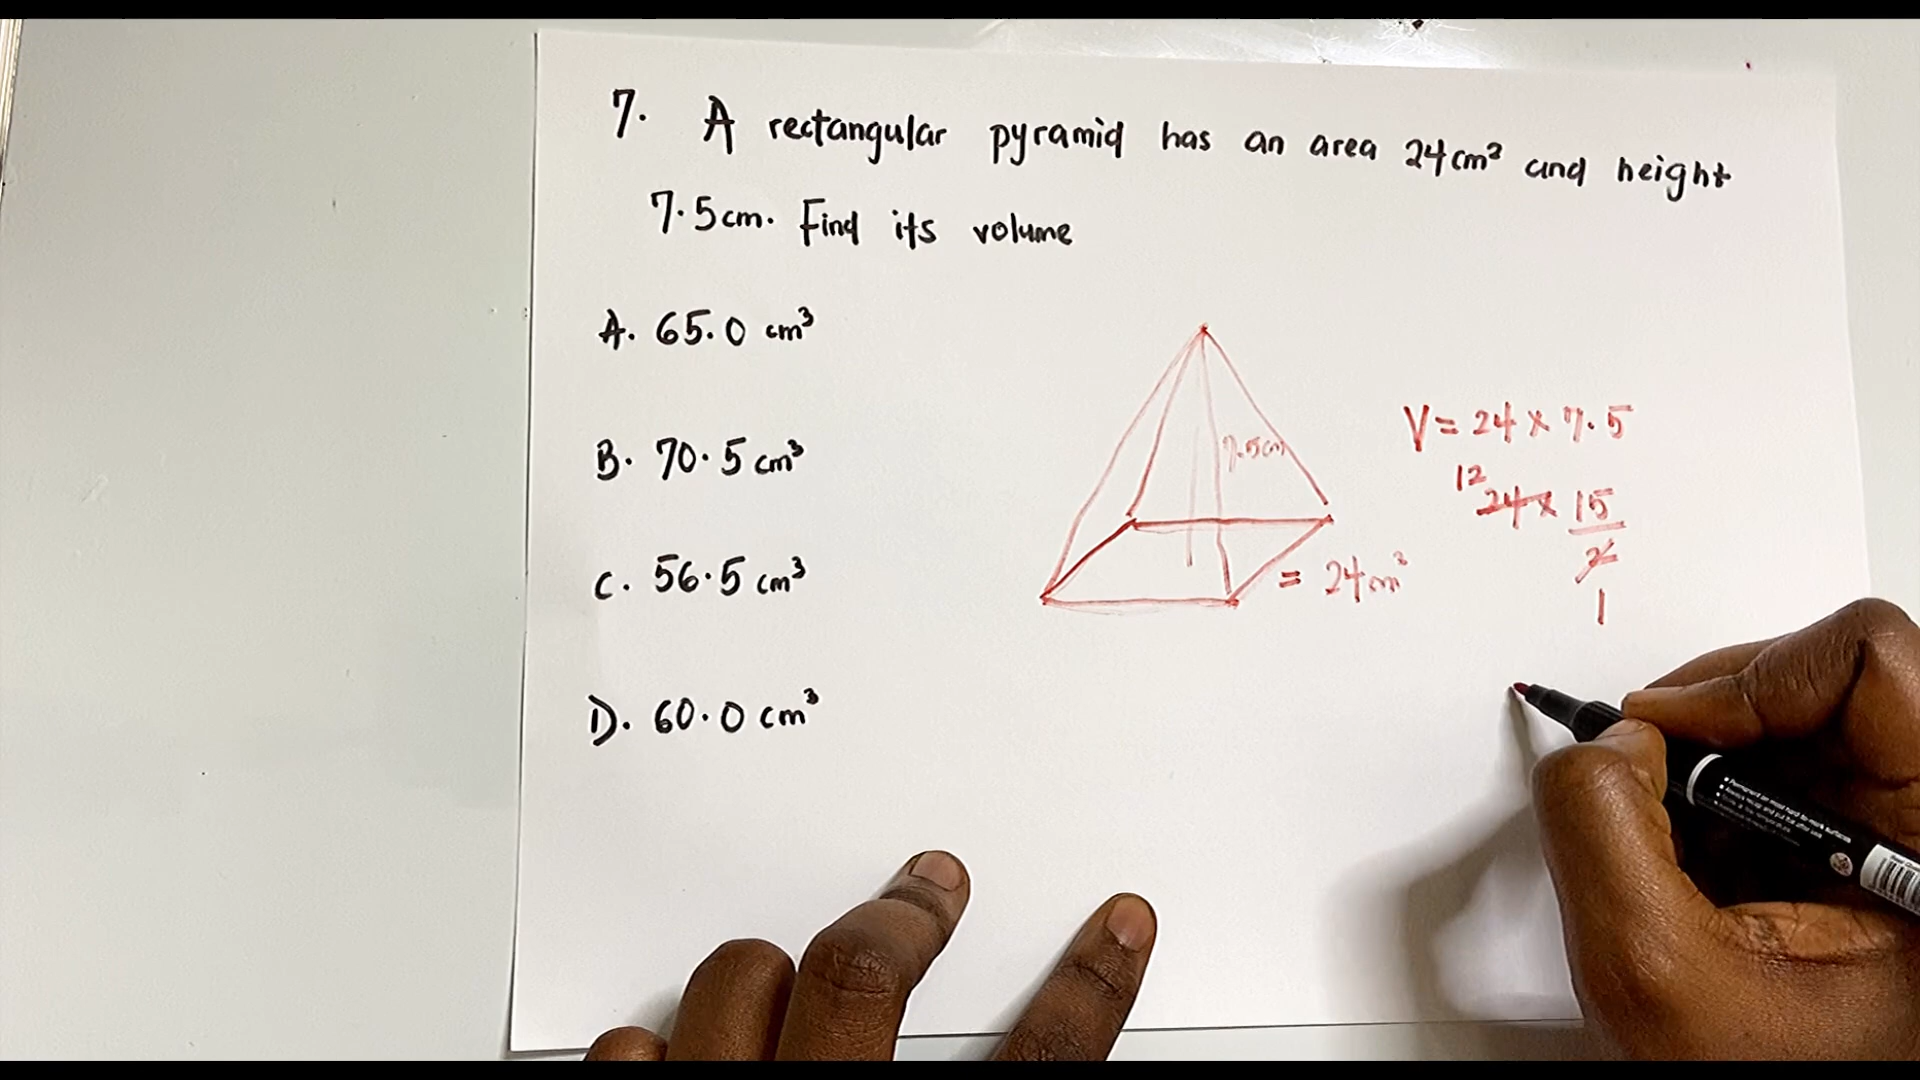 7. A rectangular pyramid has an area 24cm² and height
7.5cm. Find its volume
A. 65.0 cm³
B. 70.5 cm³
C. 56.5 cm³
D. 60.0 cm³
7.5cm
= 24cm²
V = 24 x 7.5
12
24 x 15
2
1